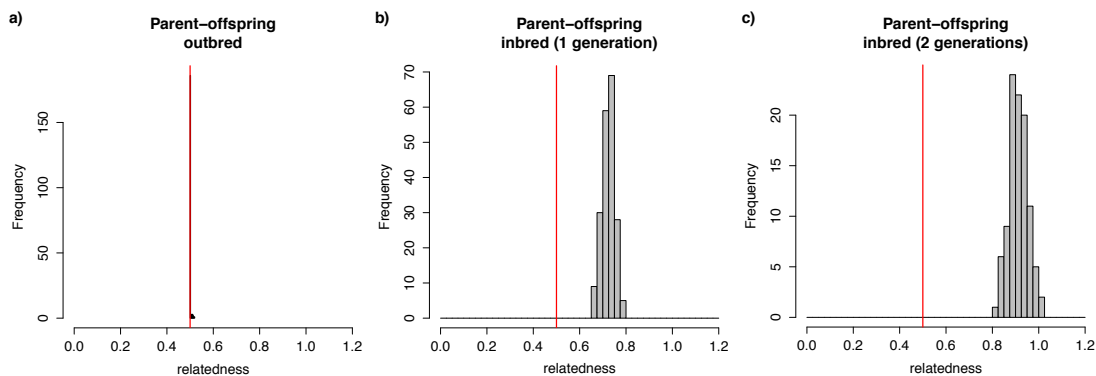 a)
Parent−offspring
outbred
Frequency
150
100
50
0
0.0 0.2 0.4 0.6 0.8 1.0 1.2
relatedness
b)
Parent−offspring
inbred (1 generation)
Frequency
70
60
50
40
30
20
10
0
0.0 0.2 0.4 0.6 0.8 1.0 1.2
relatedness
c)
Parent−offspring
inbred (2 generations)
Frequency
20
15
10
5
0
0.0 0.2 0.4 0.6 0.8 1.0 1.2
relatedness